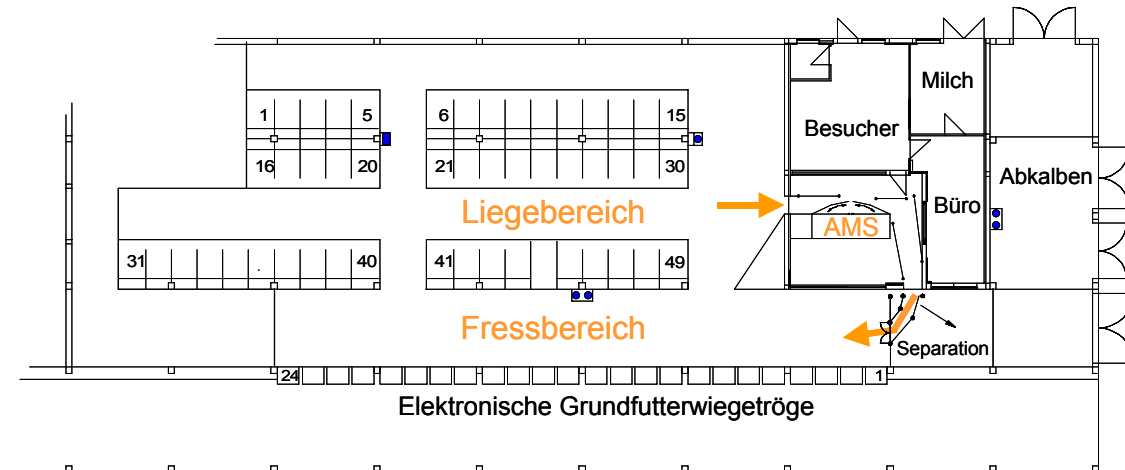 Milch
1 5 6 15
Besucher
16 20 21 30
Abkalben
Büro
Liegebereich
AMS
31 40 41 49
Fressbereich
Separation
24 1
Elektronische Grundfutterwiegetröge